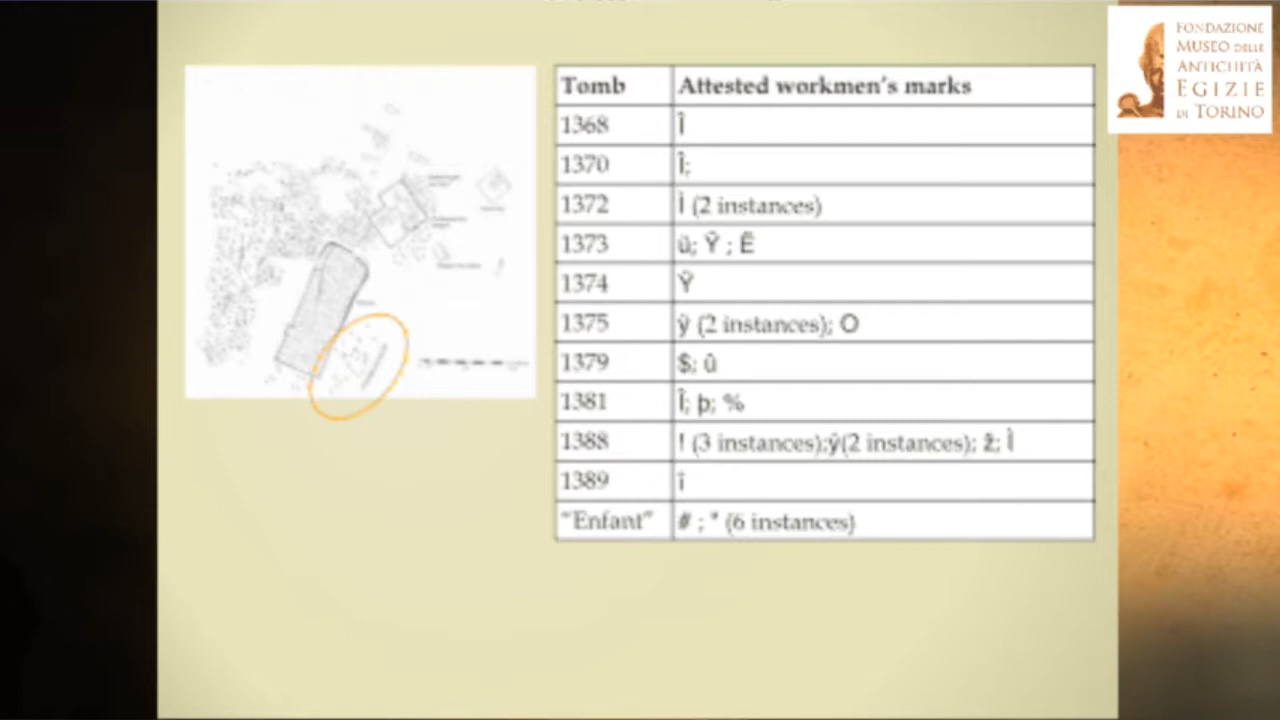 FONDAZIONE
MUSEO DELLE
ANTICHITÀ
EGIZIE
DI TORINO
Tomb Attested workmen's marks
1368 Î
1370 Î;
1372 Ì (2 instances)
1373 ü; Ÿ ; Ë
1374 Ÿ
1375 ÿ (2 instances); O
1379 $; û
1381 Î; þ; %
1388 ! (3 instances);ÿ(2 instances); ž; Ì
1389 î
"Enfant" # ; * (6 instances)